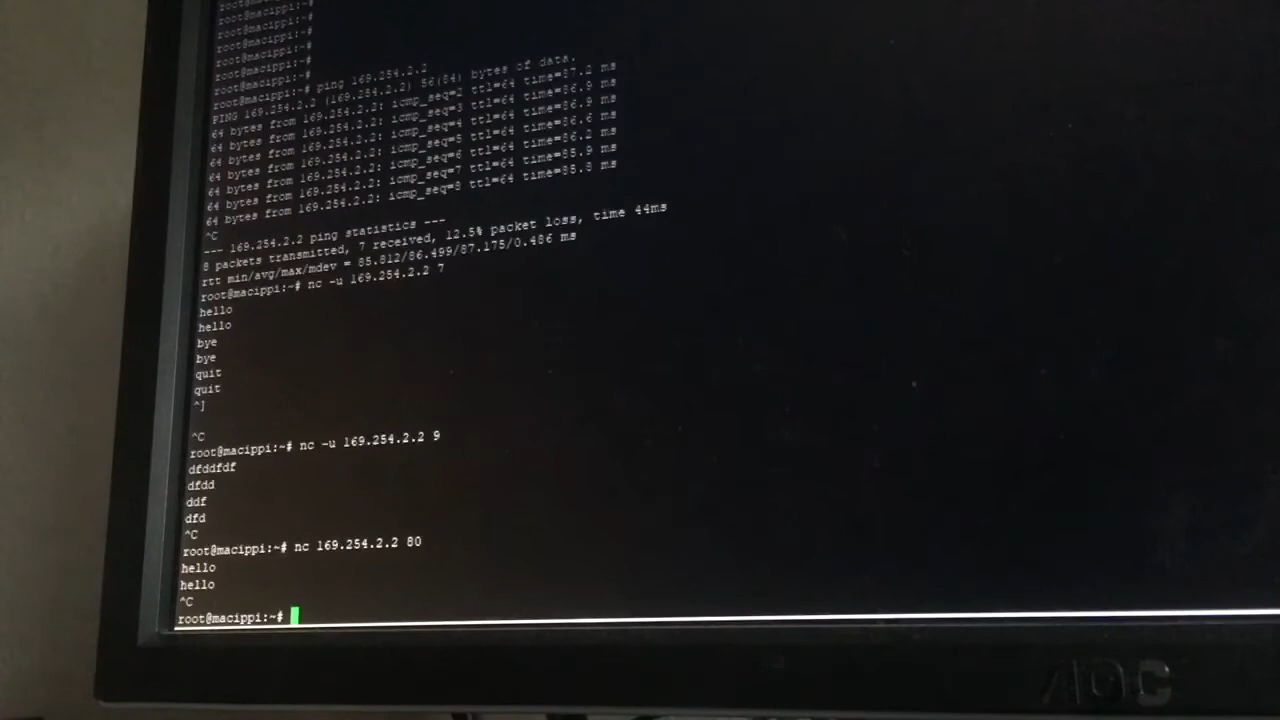 root@macippi:~#
root@macippi:~#
root@macippi:~#
root@macippi:~#
root@macippi:~#
root@macippi:~#
root@macippi:~# ping 169.254.2.2
PING 169.254.2.2 (169.254.2.2) 56(84) bytes of data.
64 bytes from 169.254.2.2: icmp_seq=2 ttl=64 time=87.2 ms
64 bytes from 169.254.2.2: icmp_seq=3 ttl=64 time=86.9 ms
64 bytes from 169.254.2.2: icmp_seq=4 ttl=64 time=86.9 ms
64 bytes from 169.254.2.2: icmp_seq=5 ttl=64 time=86.6 ms
64 bytes from 169.254.2.2: icmp_seq=6 ttl=64 time=86.2 ms
64 bytes from 169.254.2.2: icmp_seq=7 ttl=64 time=85.9 ms
64 bytes from 169.254.2.2: icmp_seq=8 ttl=64 time=85.8 ms
^C
--- 169.254.2.2 ping statistics ---
8 packets transmitted, 7 received, 12.5% packet loss, time 44ms
rtt min/avg/max/mdev = 85.812/86.499/87.175/0.486 ms
root@macippi:~# nc -u 169.254.2.2 7
hello
hello
bye
bye
quit
quit
^]
^C
root@macippi:~# nc -u 169.254.2.2 9
dfddfdf
dfdd
ddf
dfd
^C
root@macippi:~# nc 169.254.2.2 80
hello
hello
^C
root@macippi:~#
AOC